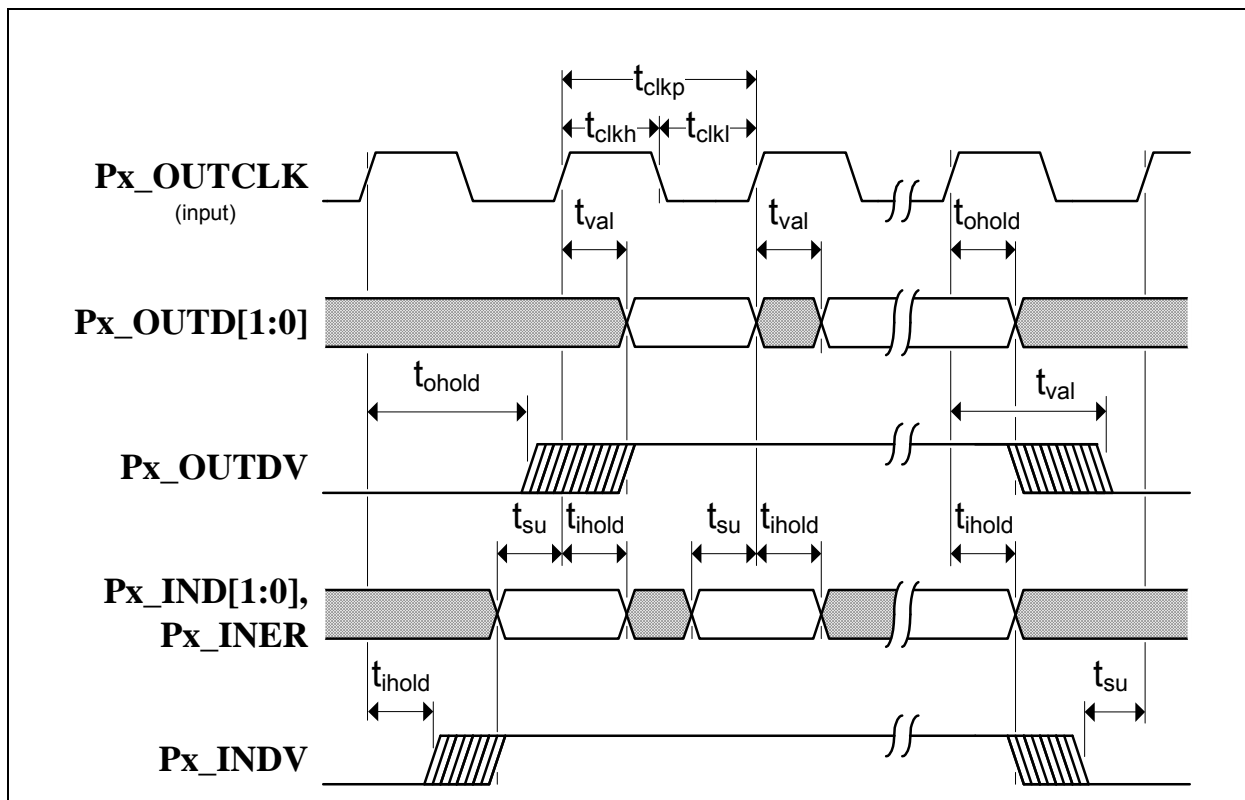 tclkp
tclkh tclkl
Px_OUTCLK
(input)
tval tval tohold
Px_OUTD[1:0]
tohold tval
Px_OUTDV
tsu tihold tsu tihold tihold
Px_IND[1:0],
Px_INER
tihold tsu
Px_INDV